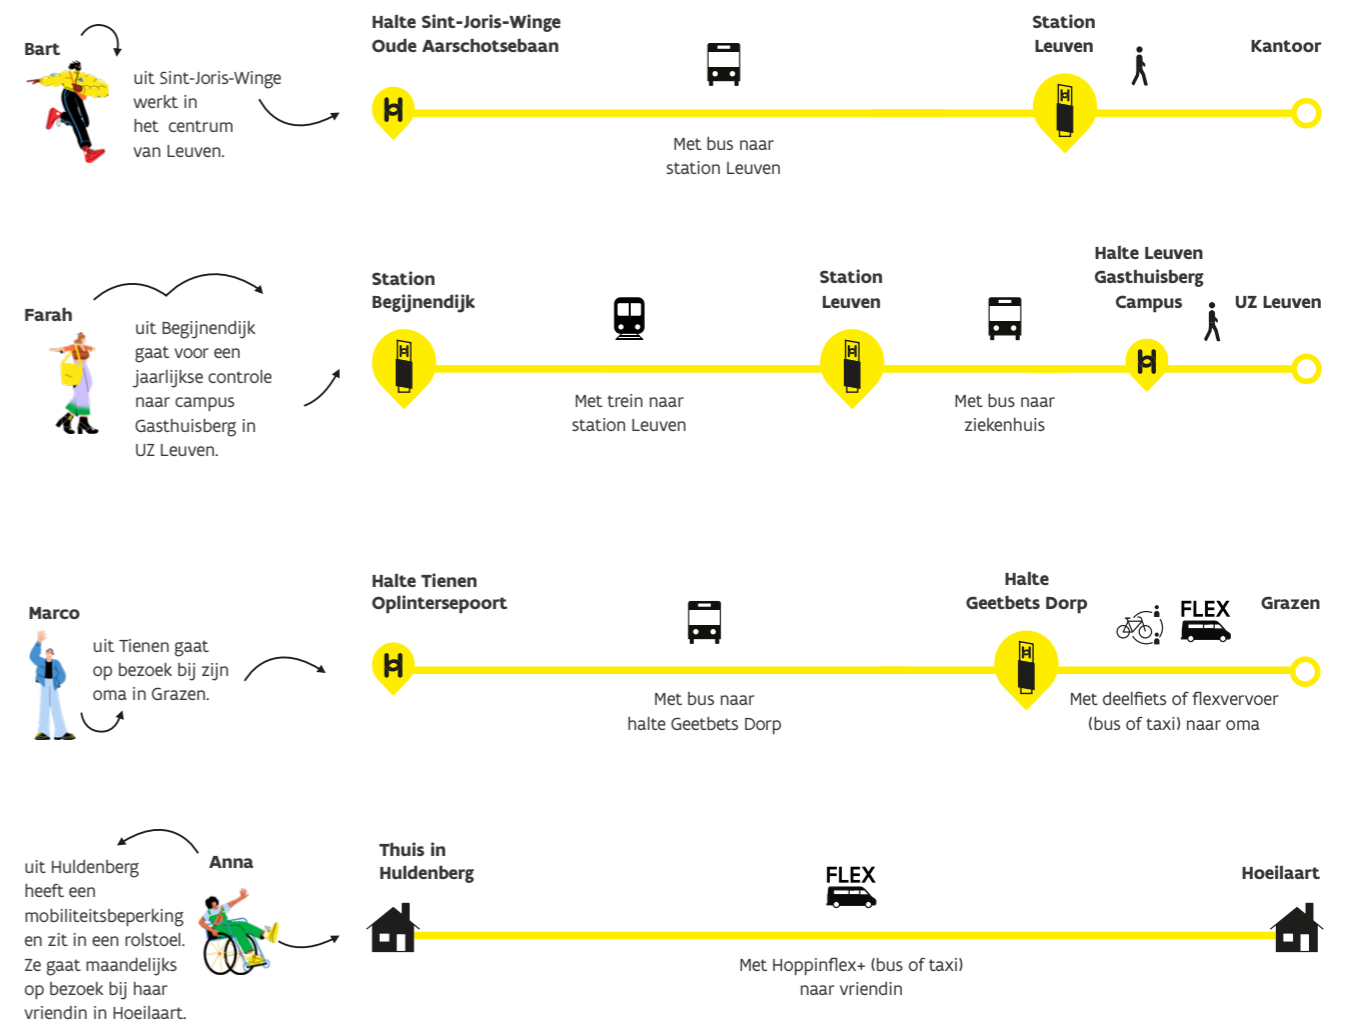 Bart
uit Sint-Joris-Winge
werkt in
het centrum
van Leuven.
Halte Sint-Joris-Winge
Oude Aarschotsebaan
Met bus naar
station Leuven
Station
Leuven
Kantoor
Farah
uit Begijnendijk
gaat voor een
jaarlijkse controle
naar campus
Gasthuisberg in
UZ Leuven.
Station
Begijnendijk
Met trein naar
station Leuven
Station
Leuven
Met bus naar
ziekenhuis
Halte Leuven
Gasthuisberg
Campus
UZ Leuven
Marco
uit Tienen gaat
op bezoek bij zijn
oma in Grazen.
Halte Tienen
Oplintersepoort
Met bus naar
halte Geetbets Dorp
Halte
Geetbets Dorp
FLEX
Met deelfiets of flexvervoer
(bus of taxi) naar oma
Grazen
Anna
uit Huldenberg
heeft een
mobiliteitsbeperking
en zit in een rolstoel.
Ze gaat maandelijks
op bezoek bij haar
vriendin in Hoeilaart.
Thuis in
Huldenberg
FLEX
Met Hoppinflex+ (bus of taxi)
naar vriendin
Hoeilaart